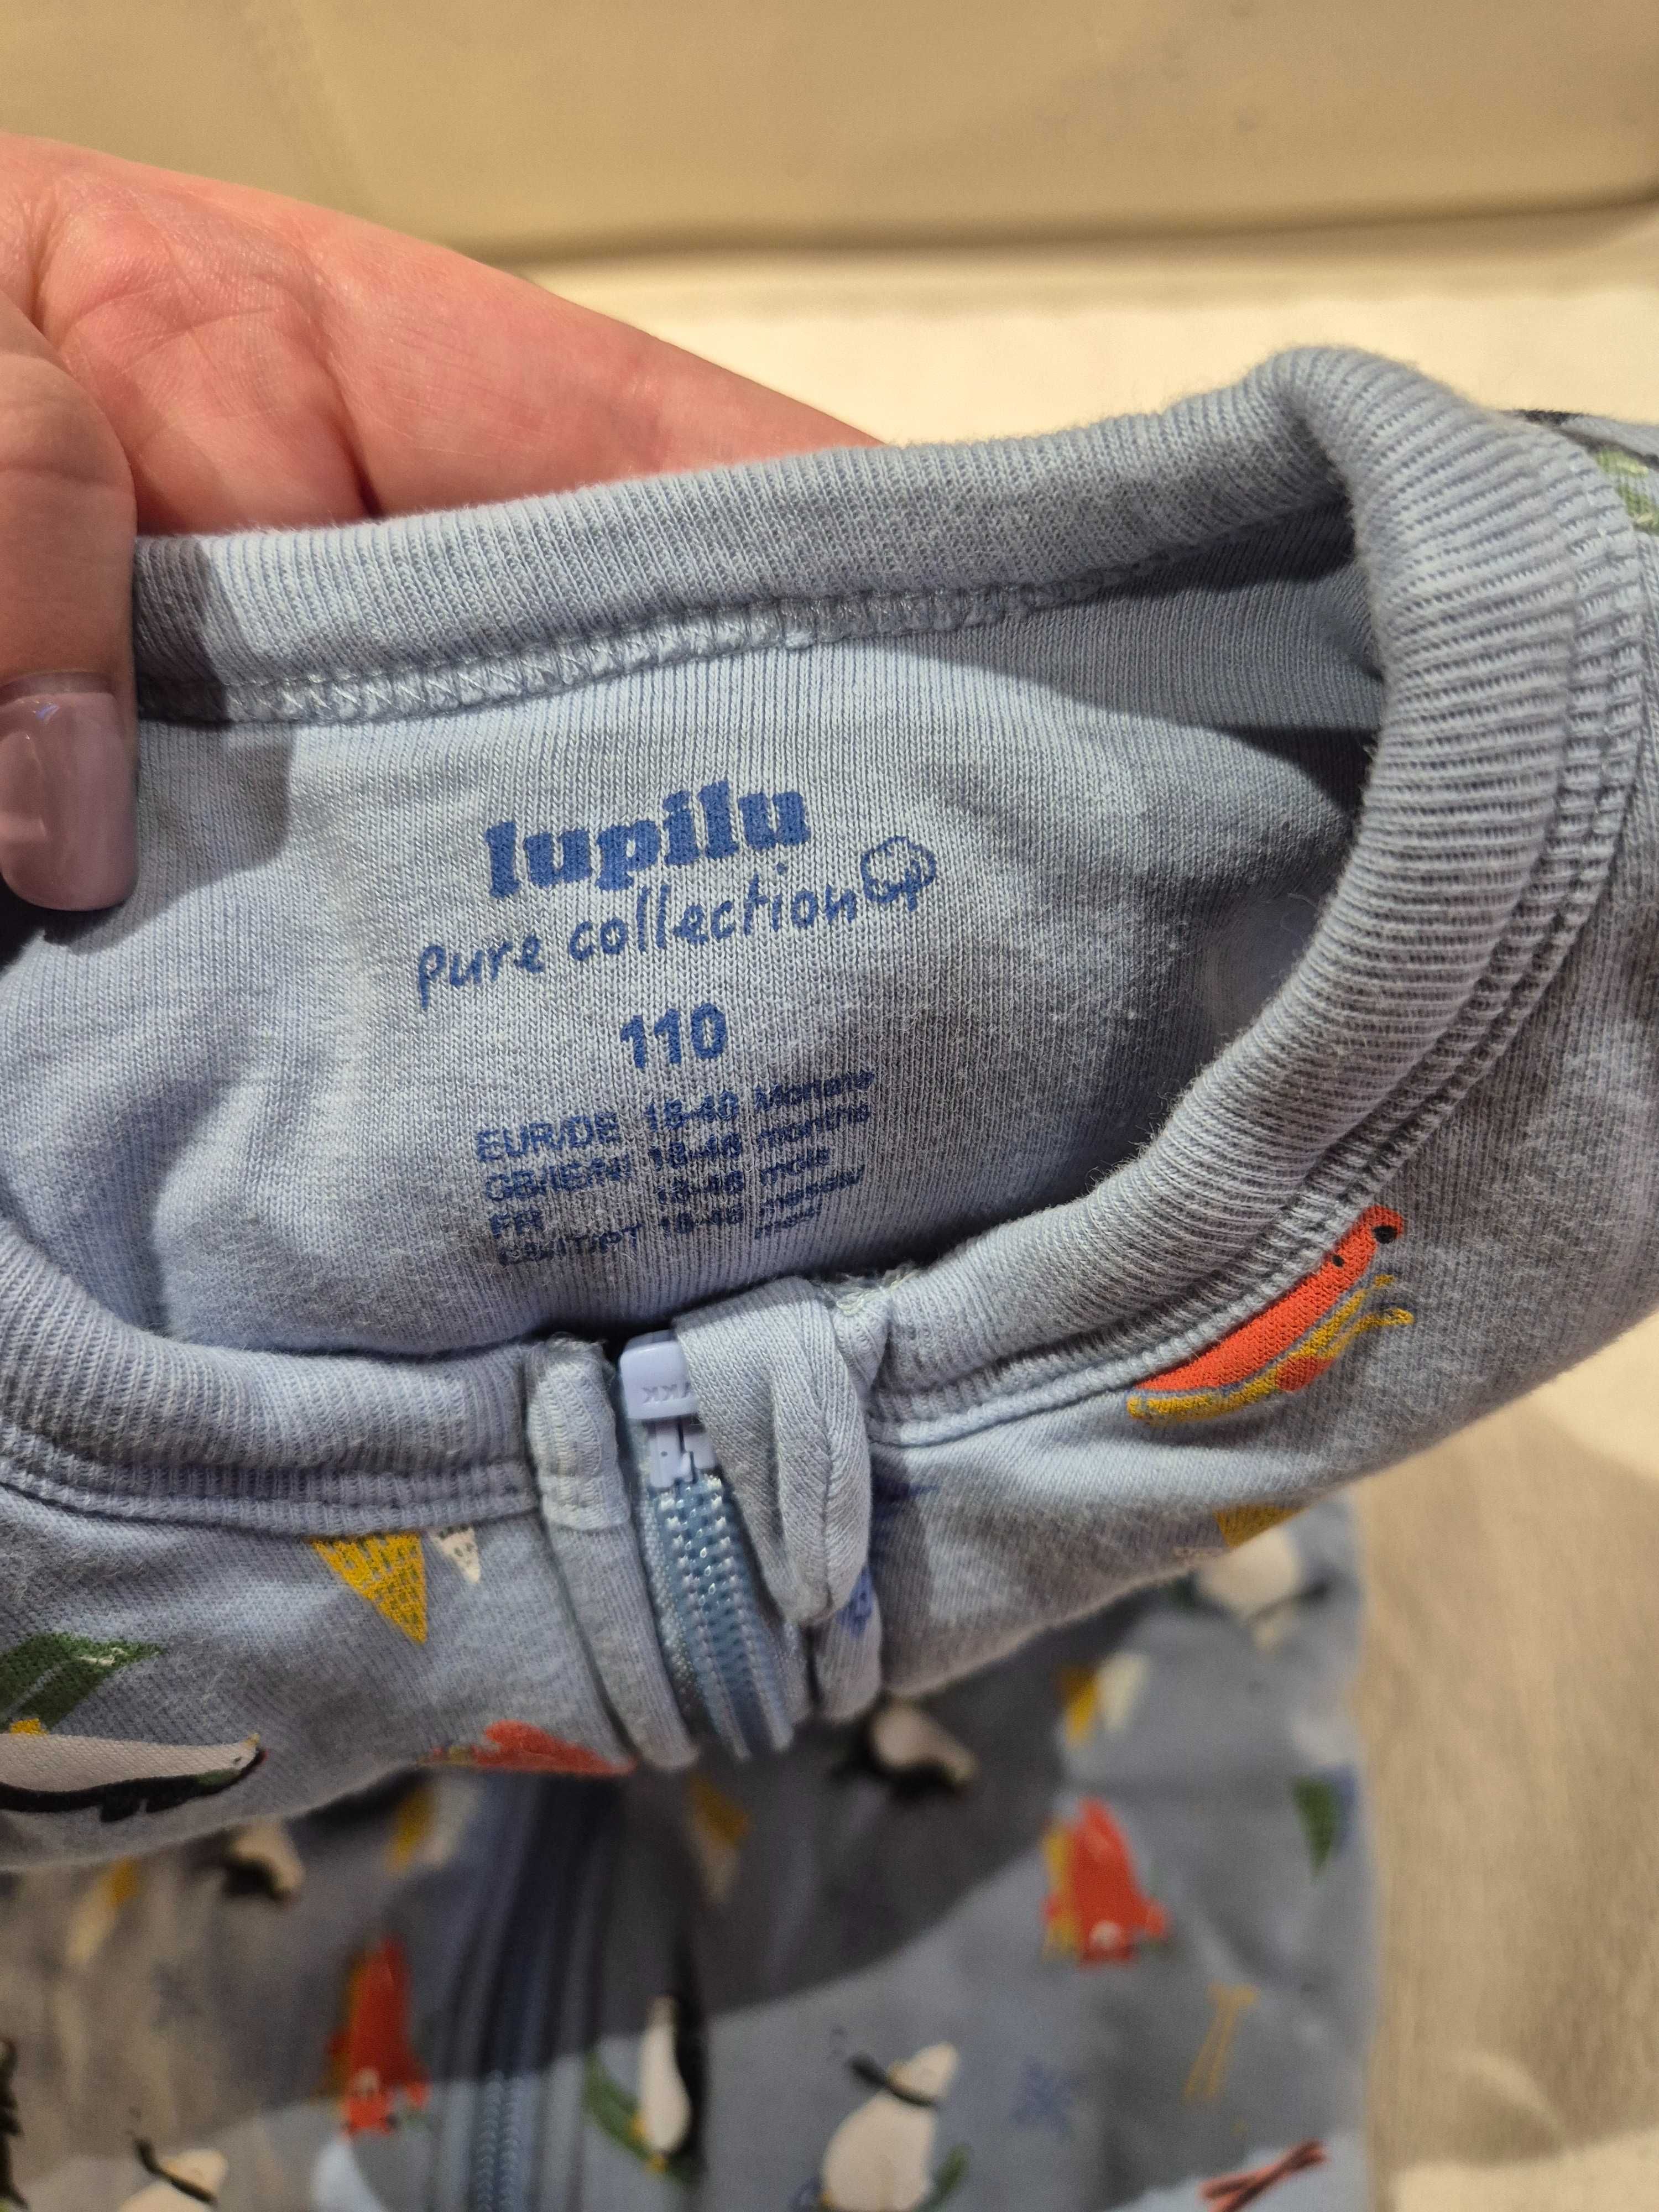 lupilu
pure collection
110
EUR/DE 18-48 Monate
GB/IE/NI 18-48 months
FR 18-48 mois
ES/IT/PT 18-48
YKK